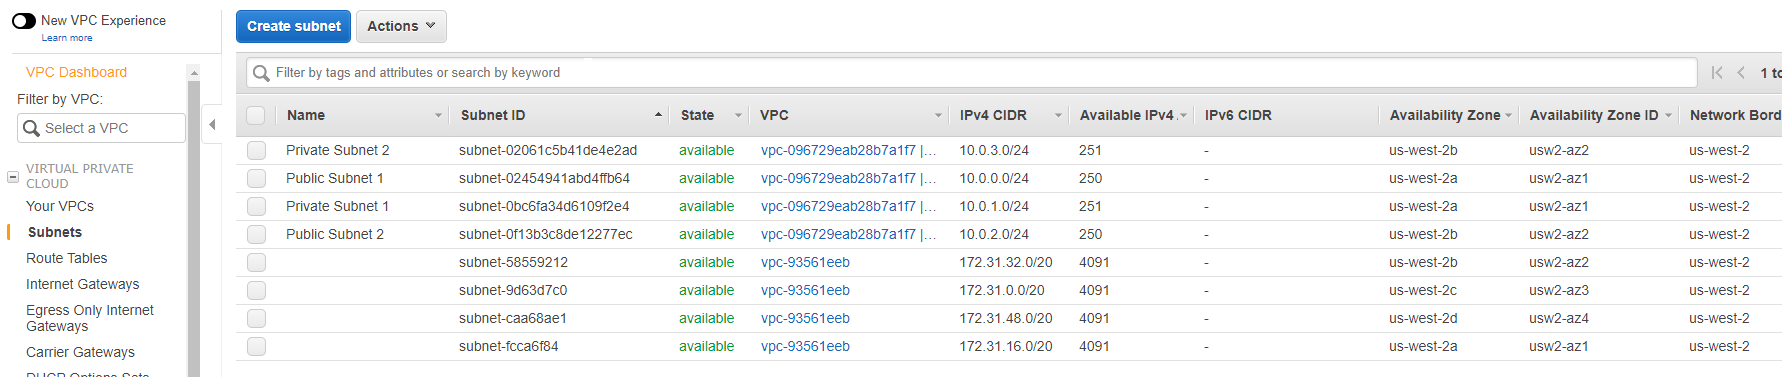 New VPC Experience
Learn more
VPC Dashboard
Filter by VPC:
Select a VPC
VIRTUAL PRIVATE
CLOUD
Your VPCs
Subnets
Route Tables
Internet Gateways
Egress Only Internet
Gateways
Carrier Gateways
DHCP Options Sets
Create subnet Actions
Filter by tags and attributes or search by keyword 1 to
Name Subnet ID State VPC IPv4 CIDR Available IPv4 IPv6 CIDR Availability Zone Availability Zone ID Network Bord
Private Subnet 2 subnet-02061c5b41de4e2ad available vpc-096729eab28b7a1f7 |... 10.0.3.0/24 251 - us-west-2b usw2-az2 us-west-2
Public Subnet 1 subnet-02454941abd4ffb64 available vpc-096729eab28b7a1f7 |... 10.0.0.0/24 250 - us-west-2a usw2-az1 us-west-2
Private Subnet 1 subnet-0bc6fa34d6109f2e4 available vpc-096729eab28b7a1f7 |... 10.0.1.0/24 251 - us-west-2a usw2-az1 us-west-2
Public Subnet 2 subnet-0f13b3c8de12277ec available vpc-096729eab28b7a1f7 |... 10.0.2.0/24 250 - us-west-2b usw2-az2 us-west-2
subnet-58559212 available vpc-93561eeb 172.31.32.0/20 4091 - us-west-2b usw2-az2 us-west-2
subnet-9d63d7c0 available vpc-93561eeb 172.31.0.0/20 4091 - us-west-2c usw2-az3 us-west-2
subnet-caa68ae1 available vpc-93561eeb 172.31.48.0/20 4091 - us-west-2d usw2-az4 us-west-2
subnet-fcca6f84 available vpc-93561eeb 172.31.16.0/20 4091 - us-west-2a usw2-az1 us-west-2